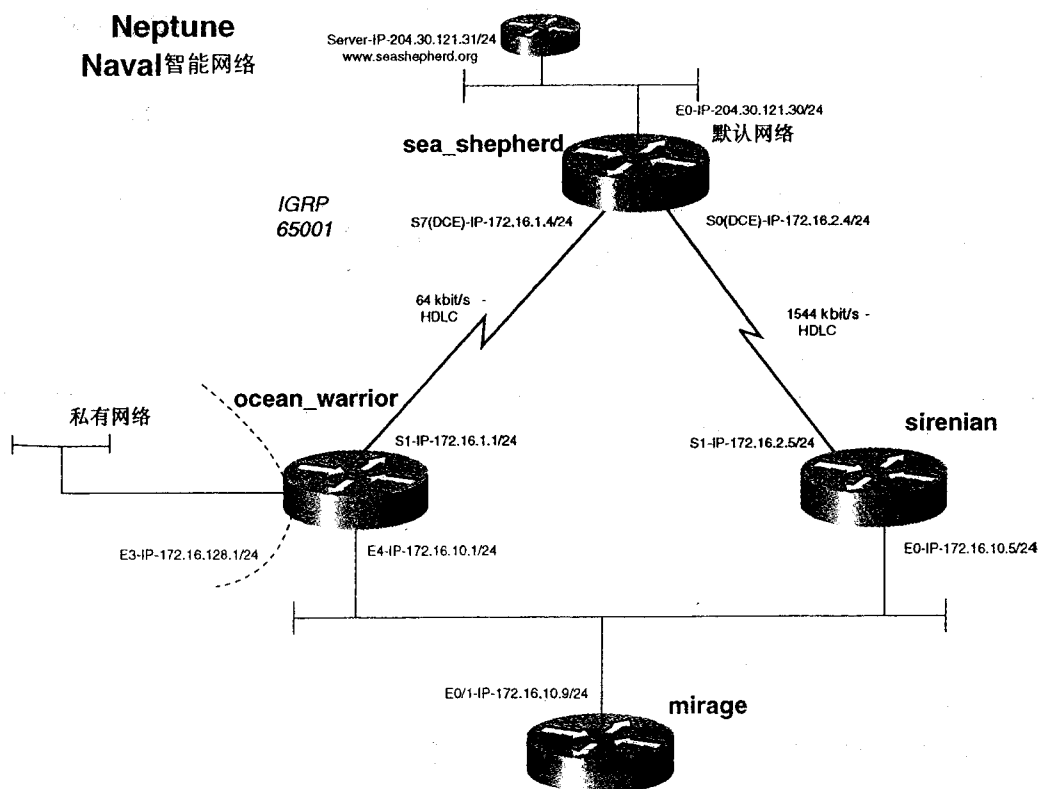 Neptune
Naval智能网络
Server-IP-204.30.121.31/24
www.seashepherd.org
E0-IP-204.30.121.30/24
默认网络
sea_shepherd
IGRP
65001
S7(DCE)-IP-172.16.1.4/24
S0(DCE)-IP-172.16.2.4/24
64 kbit/s -
HDLC
1544 kbit/s -
HDLC
ocean_warrior
私有网络
sirenian
S1-IP-172.16.1.1/24
S1-IP-172.16.2.5/24
E3-IP-172.16.128.1/24
E4-IP-172.16.10.1/24
E0-IP-172.16.10.5/24
E0/1-IP-172.16.10.9/24
mirage